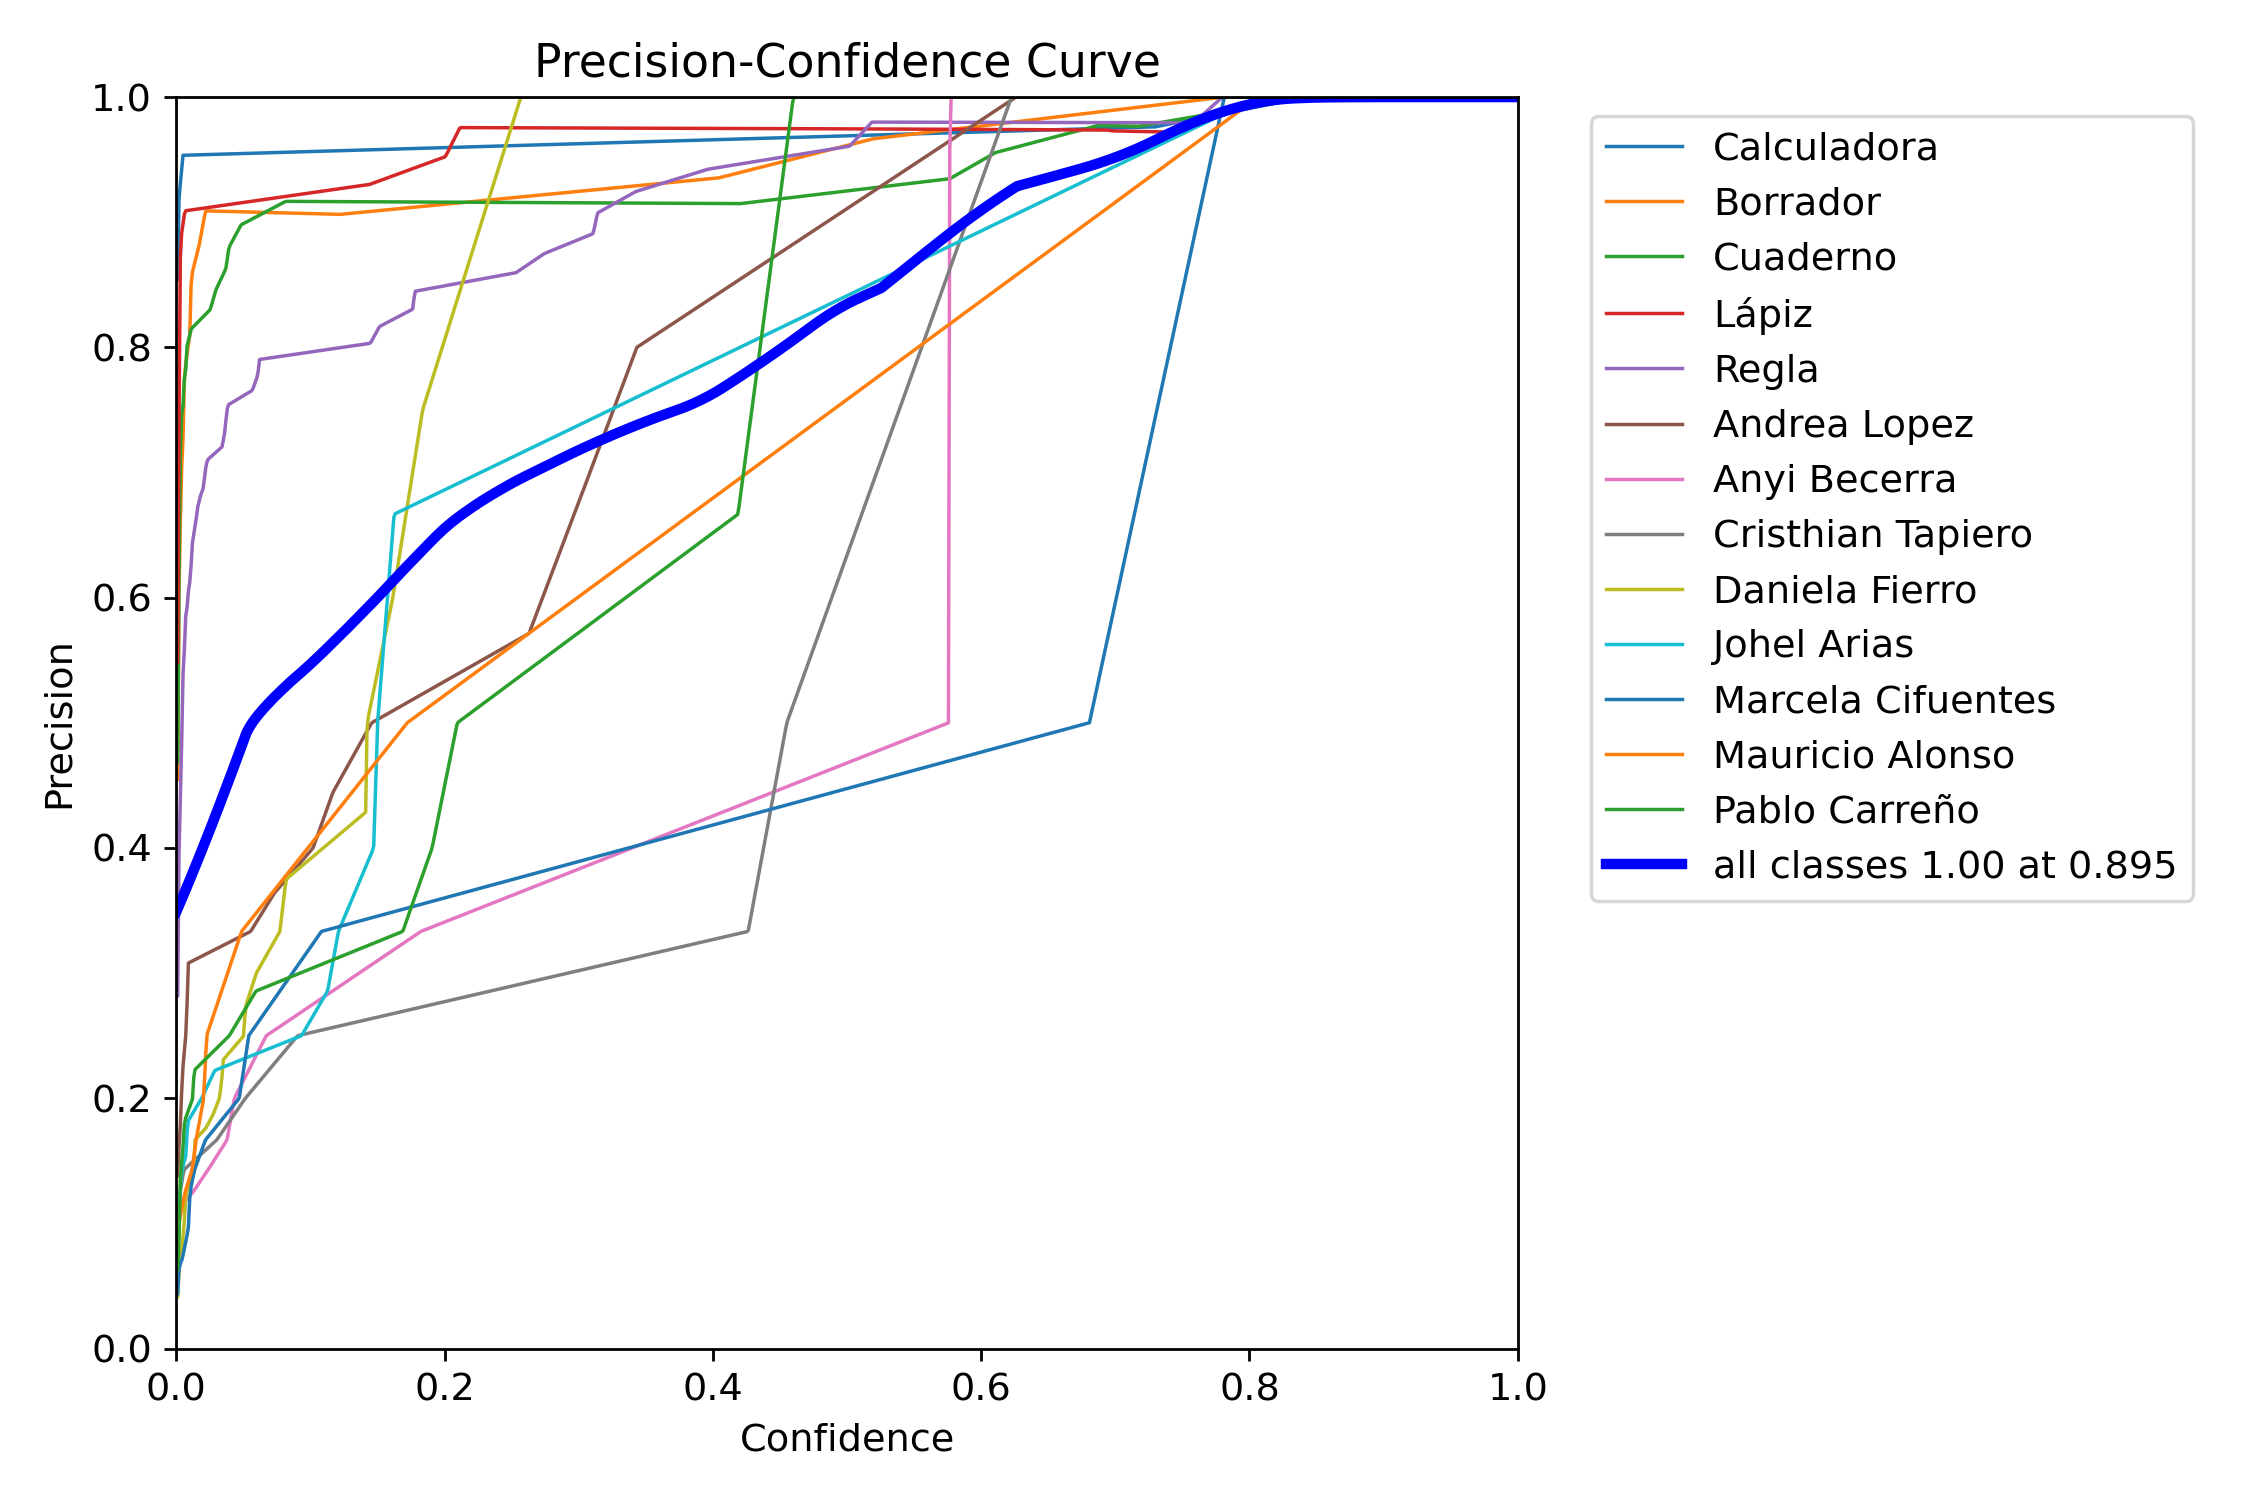 Precision-Confidence Curve
1.0
0.8
0.6
0.4
0.2
0.0
Precision
0.0 0.2 0.4 0.6 0.8 1.0
Confidence
Calculadora
Borrador
Cuaderno
Lápiz
Regla
Andrea Lopez
Anyi Becerra
Cristhian Tapiero
Daniela Fierro
Johel Arias
Marcela Cifuentes
Mauricio Alonso
Pablo Carreño
all classes 1.00 at 0.895